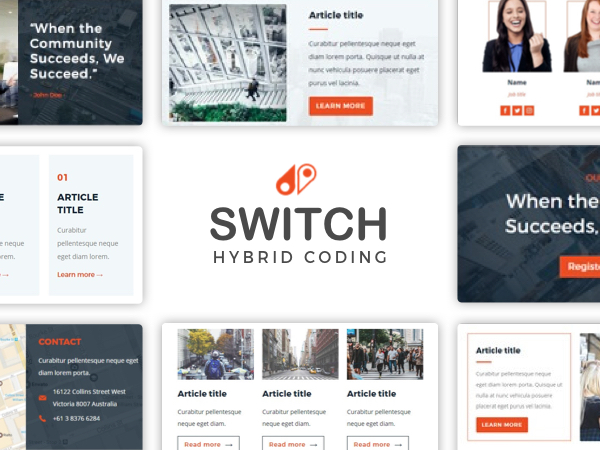 “When the
Community
Succeeds, We
Succeed.”
- John Doe -
Article title
Curabitur pellentesque neque eget
diam lorem porta. Quisque ut nulla at
nunc vehicula posuere placerat eget
purus vel lacinia.
LEARN MORE
Name
Job title
Name
Job title
neque
rem.
01
ARTICLE
TITLE
Curabitur
pellentesque neque
eget diam lorem.
Learn more →
SWITCH
HYBRID CODING
OU
When the
Succeeds,
Registe
CONTACT
Curabitur pellentesque neque eget
diam lorem porta.
16122 Collins Street West
Victoria 8007 Australia
+61 3 8376 6284
Article title
Curabitur pellentesque
neque eget diam.
Read more →
Article title
Curabitur pellentesque
neque eget diam.
Read more →
Article title
Curabitur pellentesque
neque eget diam.
Read more →
Article title
Curabitur pellentesque neque eget
diam lorem porta. Quisque ut
nulla at nunc vehicula posuere
placerat eget purus vel lacinia.
LEARN MORE